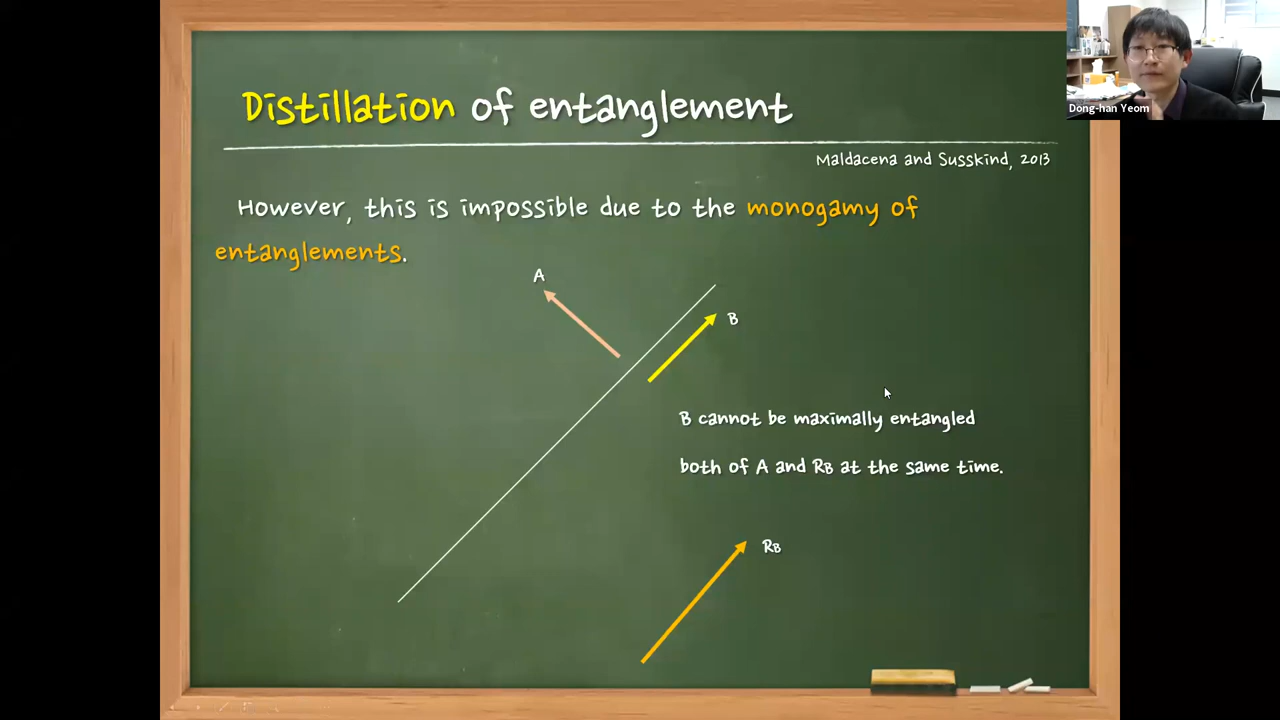 Distillation of entanglement
Maldacena and Susskind, 2013
However, this is impossible due to the monogamy of
entanglements.
A
B
B cannot be maximally entangled
both of A and RB at the same time.
RB
Dong-han Yeom